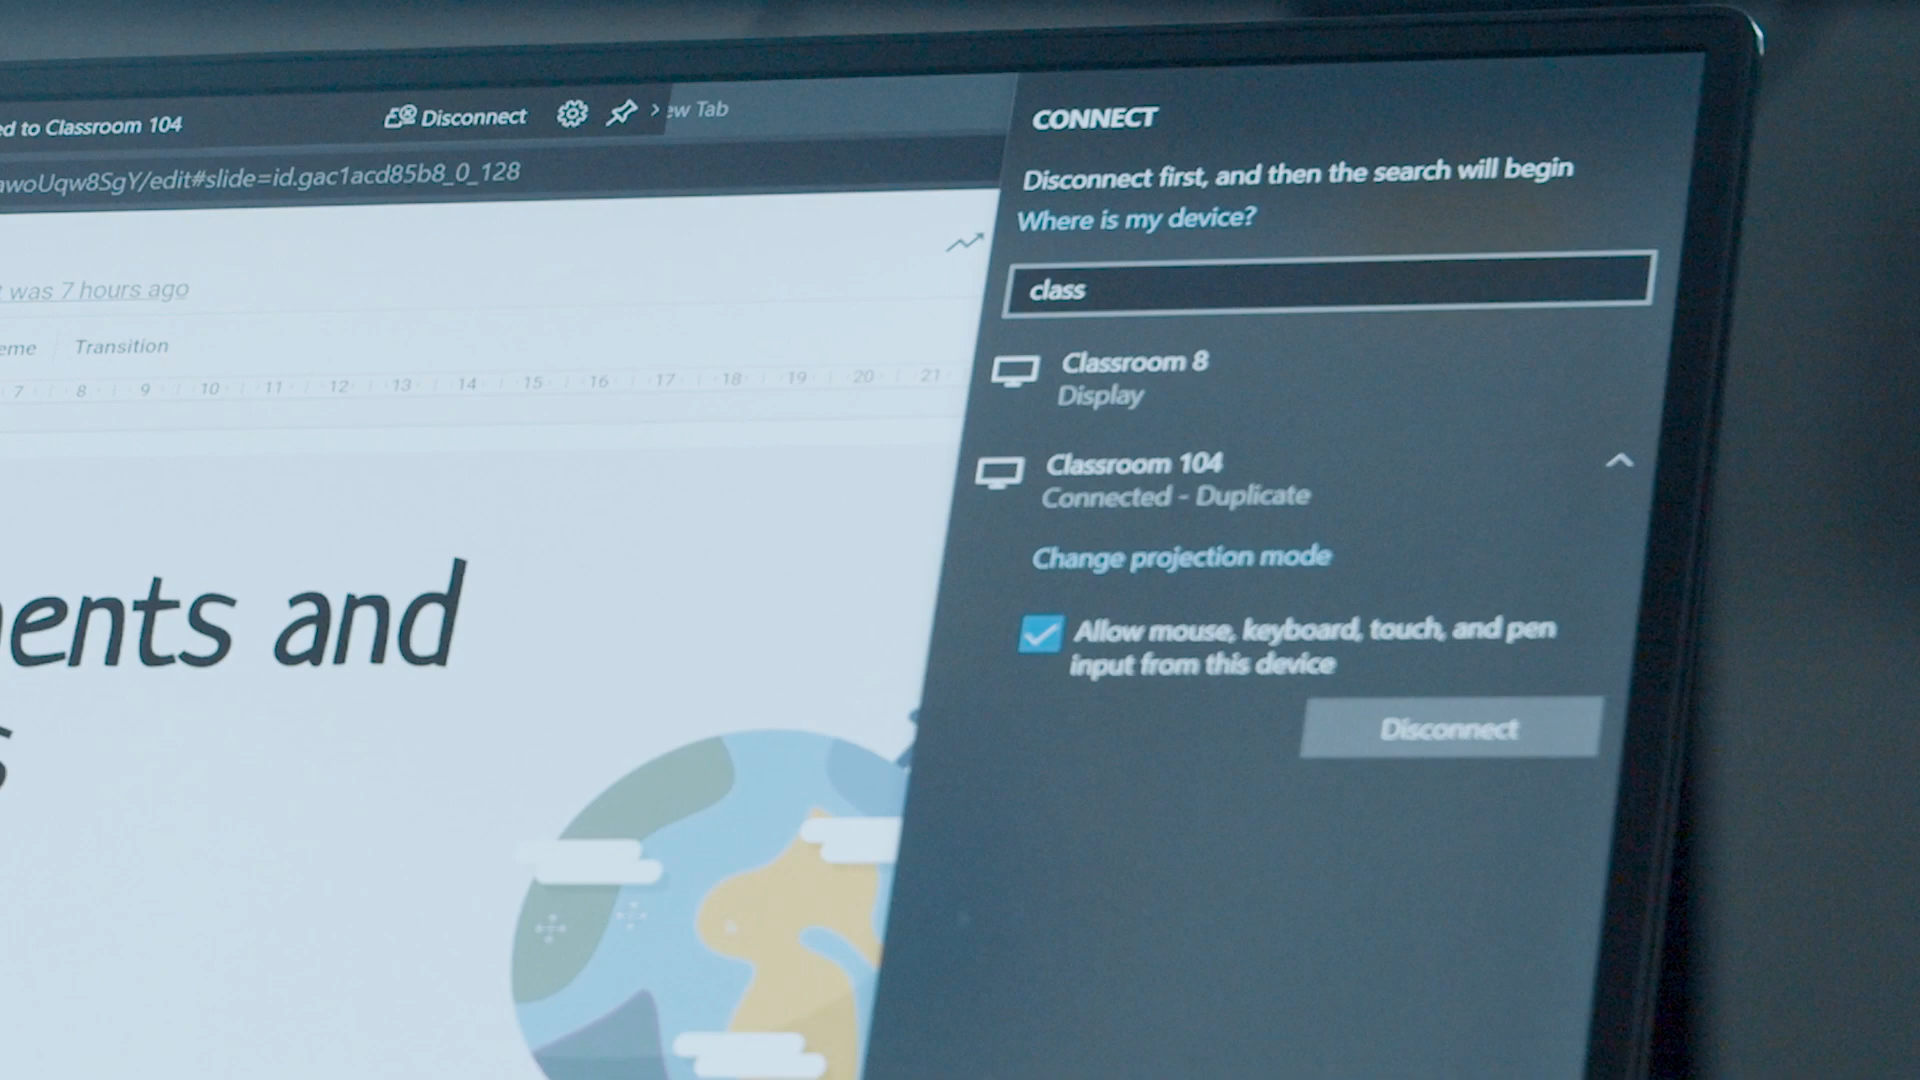 ed to Classroom 104
Disconnect
ew Tab
awoUqw8SgY/edit#slide=id.gac1acd85b8_0_128
was 7 hours ago
eme
Transition
7 8 9 10 11 12 13 14 15 16 17 18 19 20 21
ents and
s
CONNECT
Disconnect first, and then the search will begin
Where is my device?
class
Classroom 8
Display
Classroom 104
Connected - Duplicate
Change projection mode
Allow mouse, keyboard, touch, and pen
input from this device
Disconnect